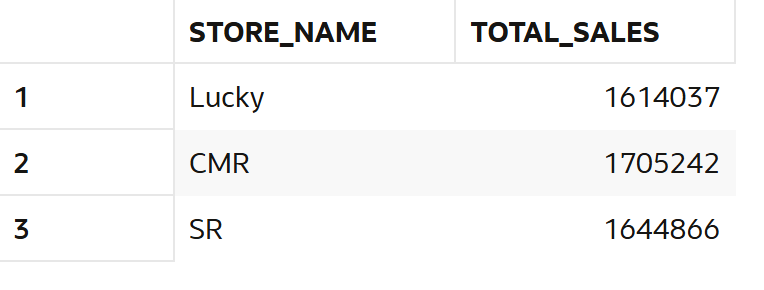 STORE_NAME TOTAL_SALES
1 Lucky 1614037
2 CMR 1705242
3 SR 1644866